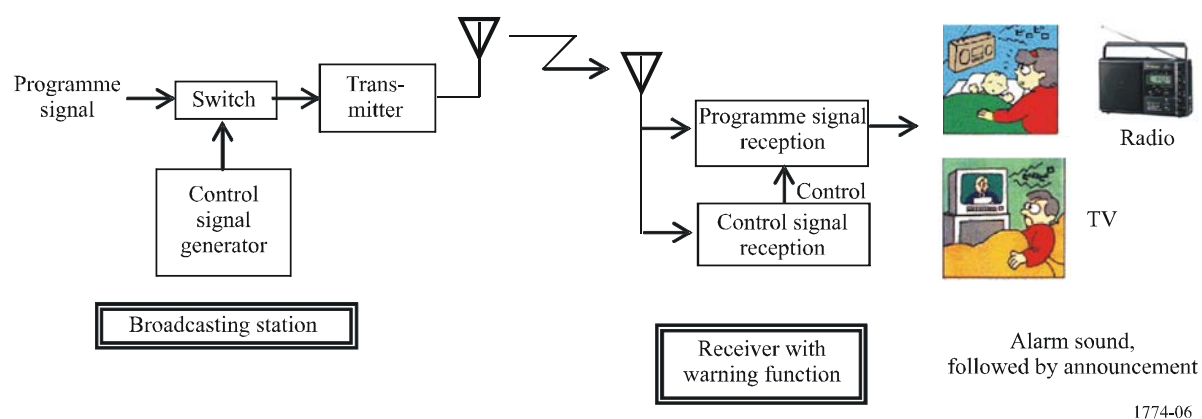 Programme
signal
Switch
Trans-
mitter
Control
signal
generator
Broadcasting station
Programme signal
reception
Control
Control signal
reception
Receiver with
warning function
Radio
TV
Alarm sound,
followed by announcement
1774-06